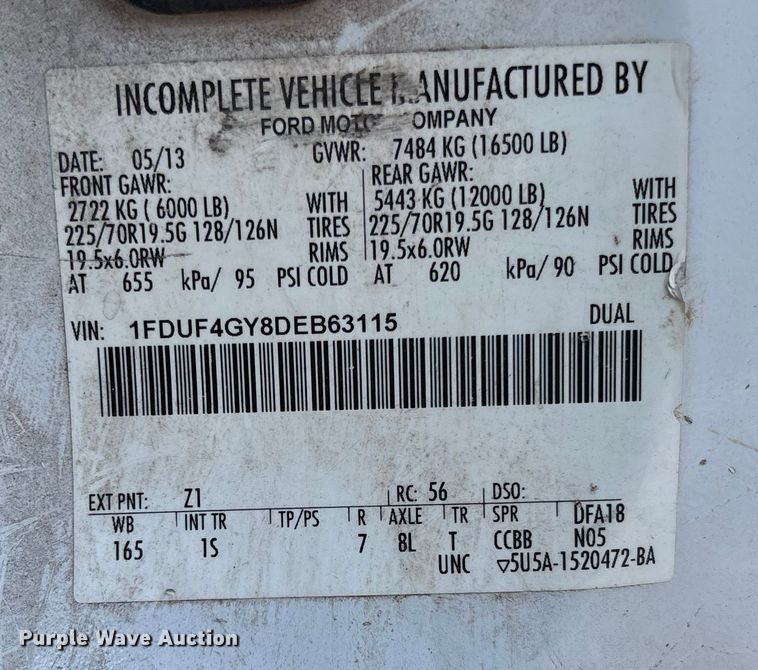 INCOMPLETE VEHICLE MANUFACTURED BY
FORD MOTOR COMPANY
DATE: 05/13 GVWR: 7484 KG (16500 LB)
FRONT GAWR: REAR GAWR:
2722 KG ( 6000 LB) WITH 5443 KG (12000 LB) WITH
225/70R19.5G 128/126N TIRES 225/70R19.5G 128/126N TIRES
19.5x6.0RW RIMS 19.5x6.0RW RIMS
AT 655 kPa/ 95 PSI COLD AT 620 kPa/ 90 PSI COLD
VIN: 1FDUF4GY8DEB63115 DUAL
EXT PNT: Z1 RC: 56 DSO:
WB INT TR TP/PS R AXLE TR SPR DFA18
165 1S 7 8L T CCBB N05
UNC ▽5U5A-1520472-BA
Purple Wave Auction